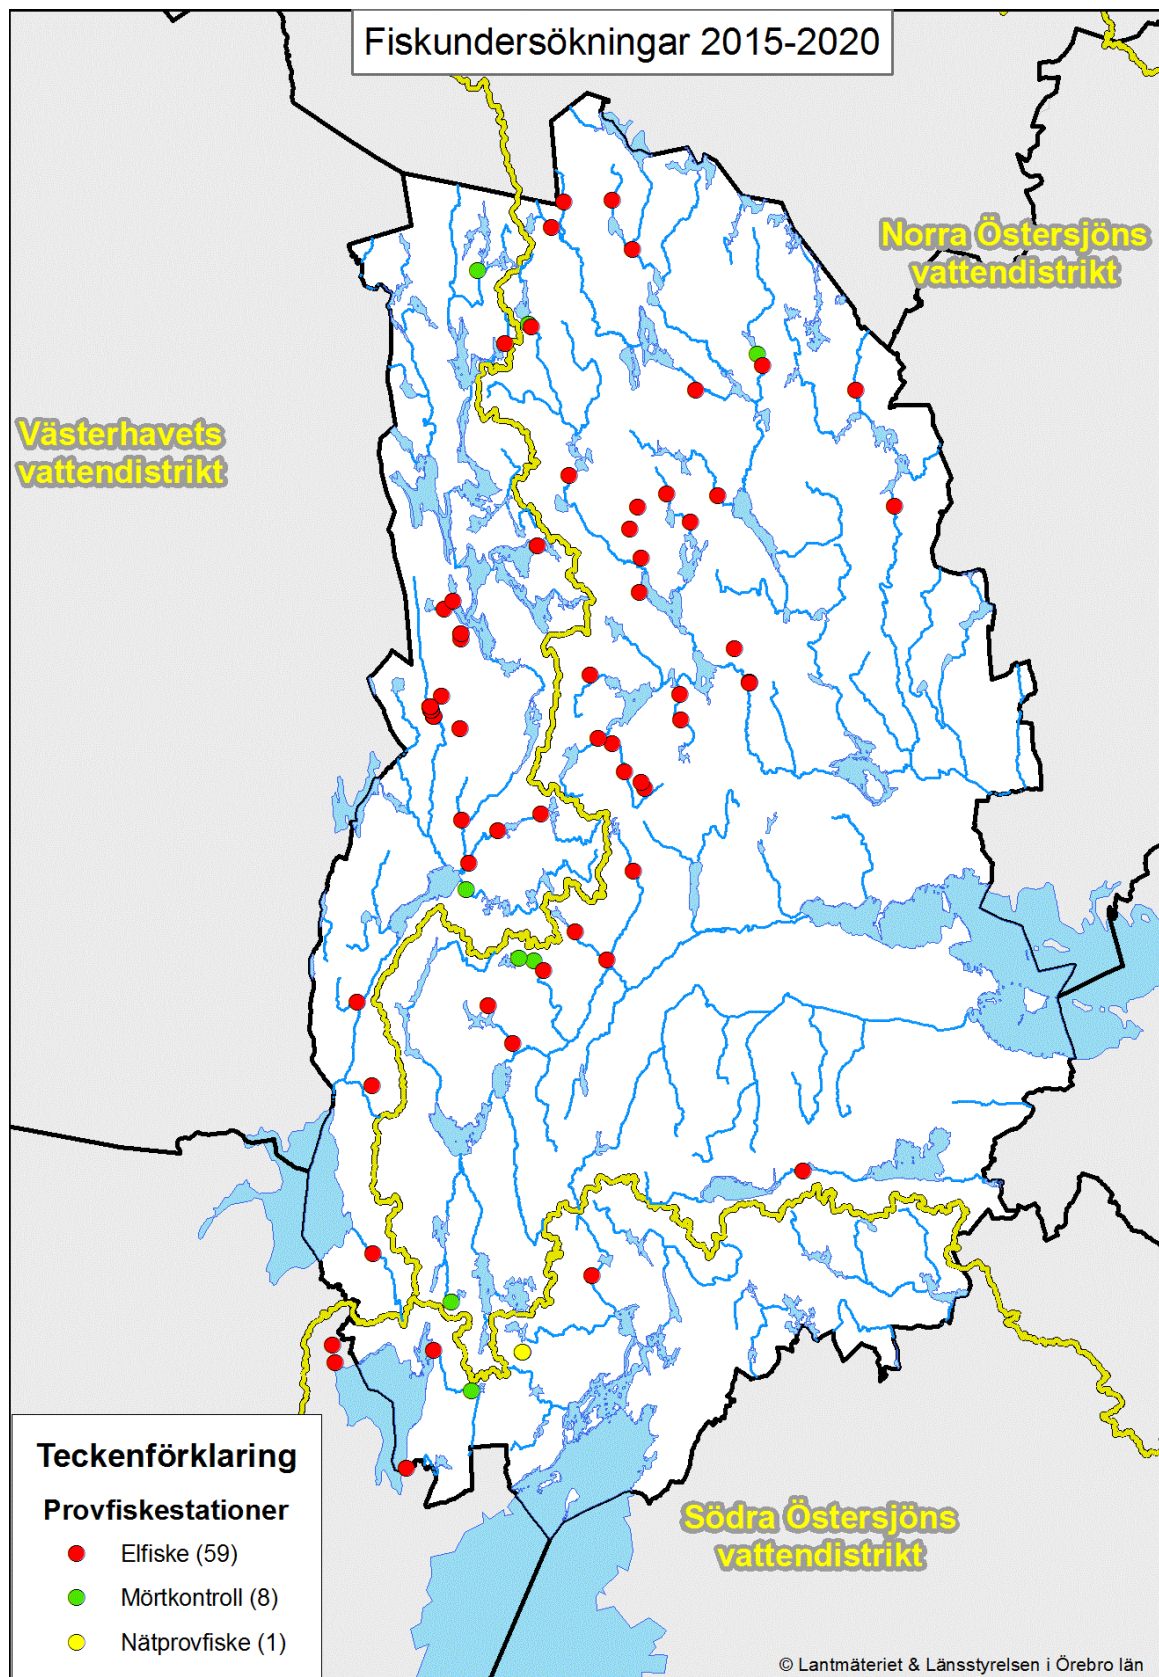 Fiskundersökningar 2015-2020
Norra Östersjöns
vattendistrikt
Västerhavets
vattendistrikt
Södra Östersjöns
vattendistrikt
Teckenförklaring
Provfiskestationer
Elfiske (59)
Mörtkontroll (8)
Nätprovfiske (1)
© Lantmäteriet & Länsstyrelsen i Örebro län